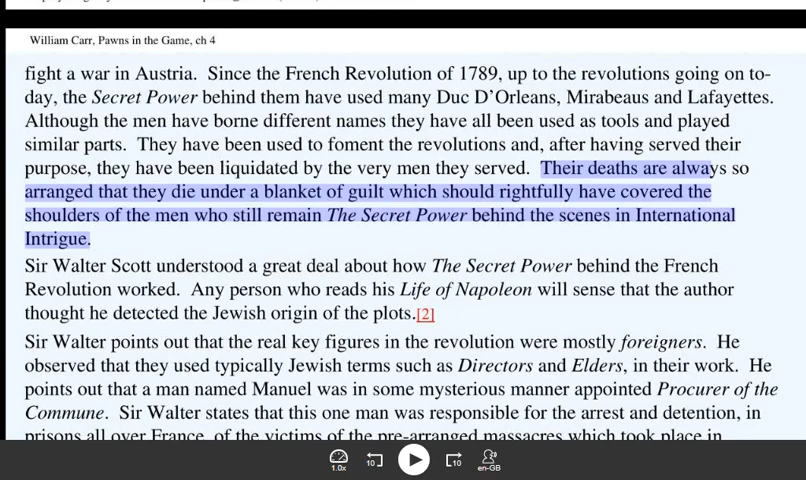 William Carr, Pawns in the Game, ch 4
fight a war in Austria. Since the French Revolution of 1789, up to the revolutions going on to-
day, the Secret Power behind them have used many Duc D’Orleans, Mirabeaus and Lafayettes.
Although the men have borne different names they have all been used as tools and played
similar parts. They have been used to foment the revolutions and, after having served their
purpose, they have been liquidated by the very men they served. Their deaths are always so
arranged that they die under a blanket of guilt which should rightfully have covered the
shoulders of the men who still remain The Secret Power behind the scenes in International
Intrigue.
Sir Walter Scott understood a great deal about how The Secret Power behind the French
Revolution worked. Any person who reads his Life of Napoleon will sense that the author
thought he detected the Jewish origin of the plots.[2]
Sir Walter points out that the real key figures in the revolution were mostly foreigners. He
observed that they used typically Jewish terms such as Directors and Elders, in their work. He
points out that a man named Manuel was in some mysterious manner appointed Procurer of the
Commune. Sir Walter states that this one man was responsible for the arrest and detention, in
prisons all over France, of the victims of the pre-arranged massacres which took place in
1.0x 10 10 en-GB